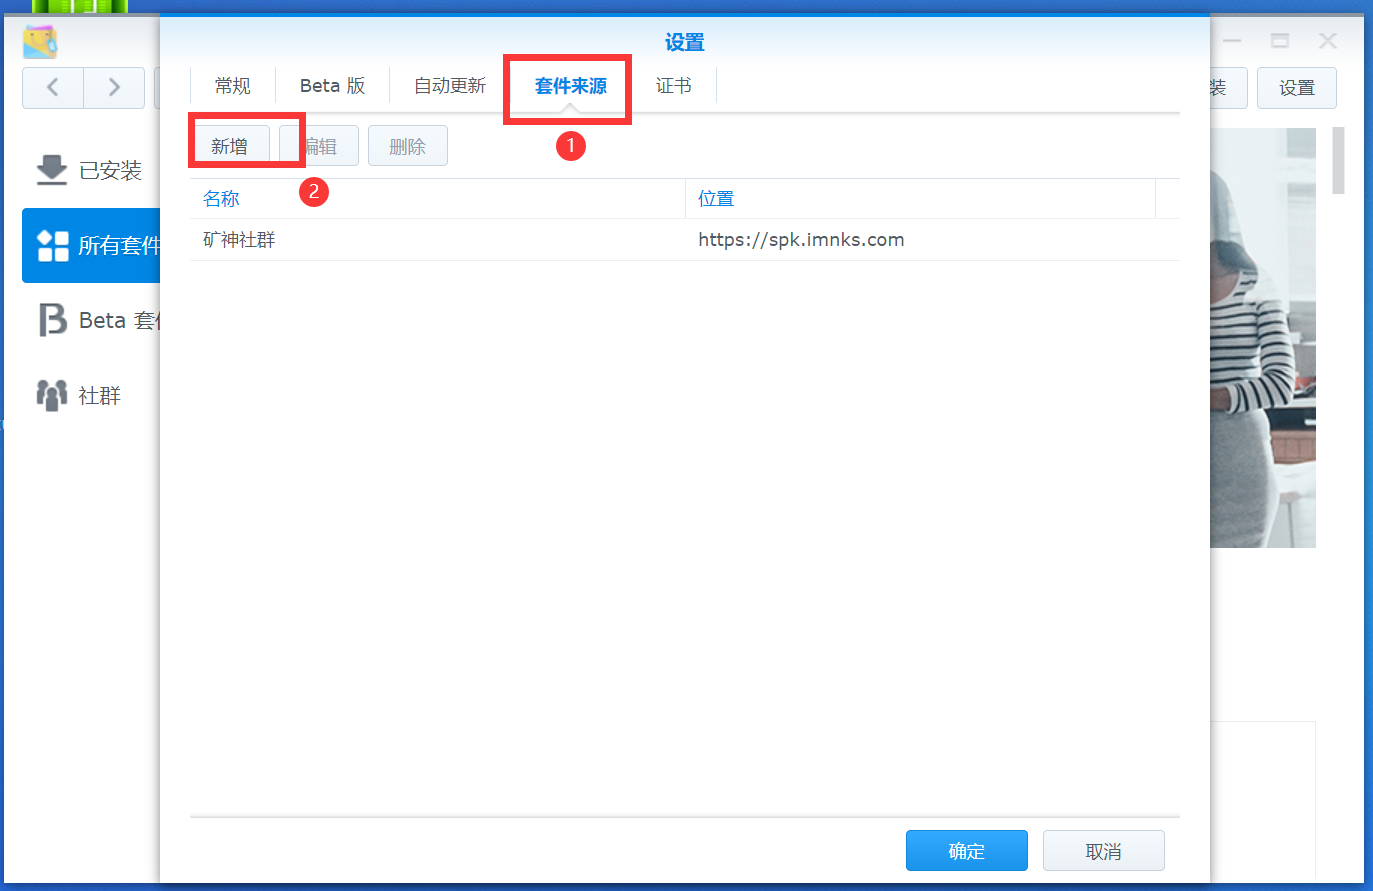 设置
常规
Beta 版
自动更新
套件来源
证书
装
设置
新增
编辑
删除
1
2
已安装
所有套件
Beta 套件
社群
名称
位置
矿神社群
https://spk.imnks.com
确定
取消